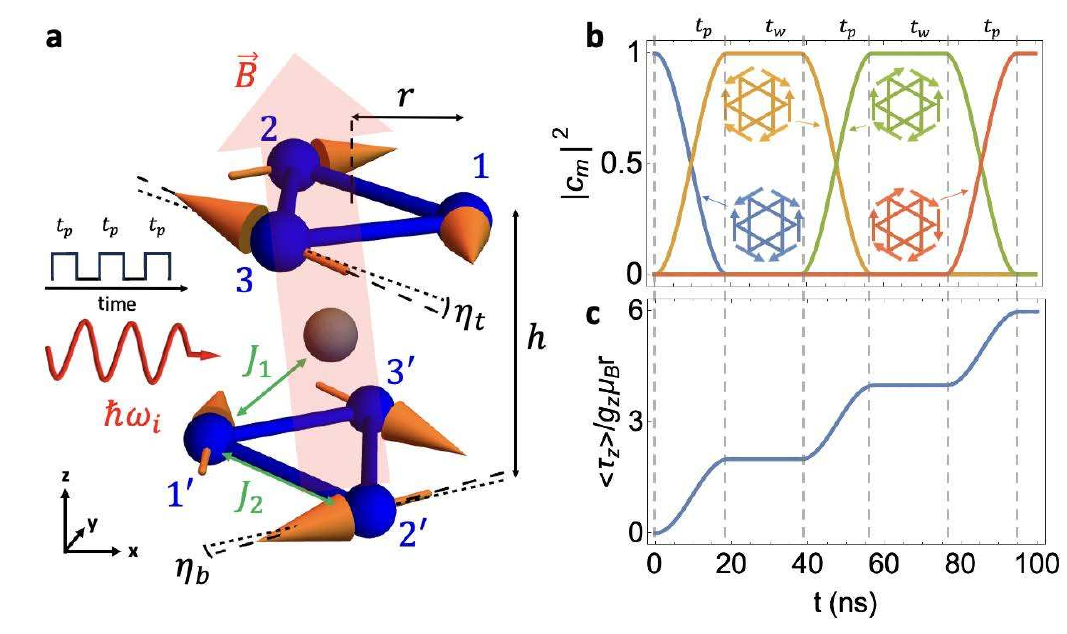 a
B⃗
r
2
1
t_p t_p t_p
3
time
η_t
h
J_1
3′
ħω_i
1′
J_2
2′
η_b
z
y
x
b
t_p t_w t_p t_w t_p
1
0.5
0
|c_m|²
c
6
3
0
<τ_z>/g_zμ_Br
0 20 40 60 80 100
t (ns)